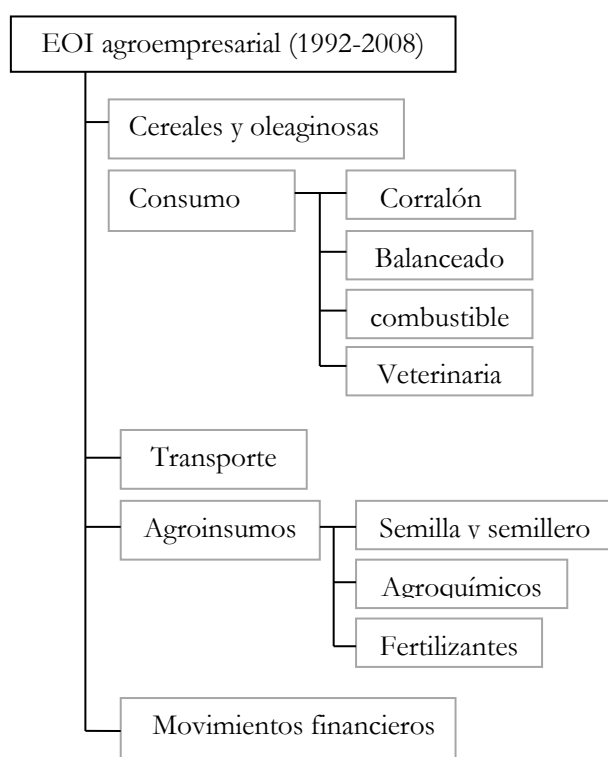 EOI agroempresarial (1992-2008)
Cereales y oleaginosas
Consumo
Corralón
Balanceado
combustible
Veterinaria
Transporte
Agroinsumos
Semilla y semillero
Agroquímicos
Fertilizantes
Movimientos financieros